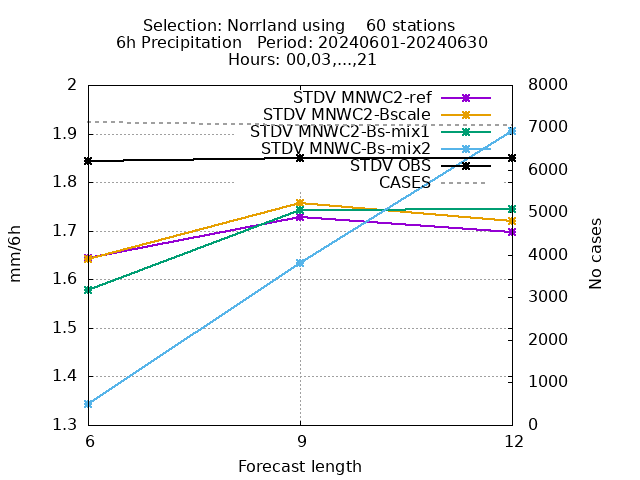 Selection: Norrland using    60 stations
6h Precipitation   Period: 20240601-20240630
Hours: 00,03,...,21
2
1.9
1.8
1.7
1.6
1.5
1.4
1.3
8000
7000
6000
5000
4000
3000
2000
1000
0
STDV MNWC2-ref
STDV MNWC2-Bscale
STDV MNWC2-Bs-mix1
STDV MNWC-Bs-mix2
STDV OBS
CASES
mm/6h
No cases
6
9
12
Forecast length